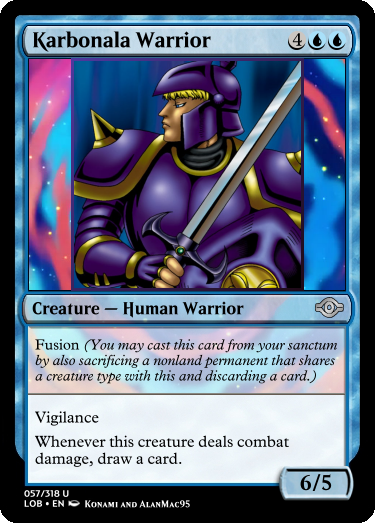 Karbonala Warrior 4
Creature — Human Warrior
Fusion (You may cast this card from your sanctum
by also sacrificing a nonland permanent that shares
a creature type with this and discarding a card.)
Vigilance
Whenever this creature deals combat
damage, draw a card.
6/5
057/318 U
LOB • EN Konami and AlanMac95